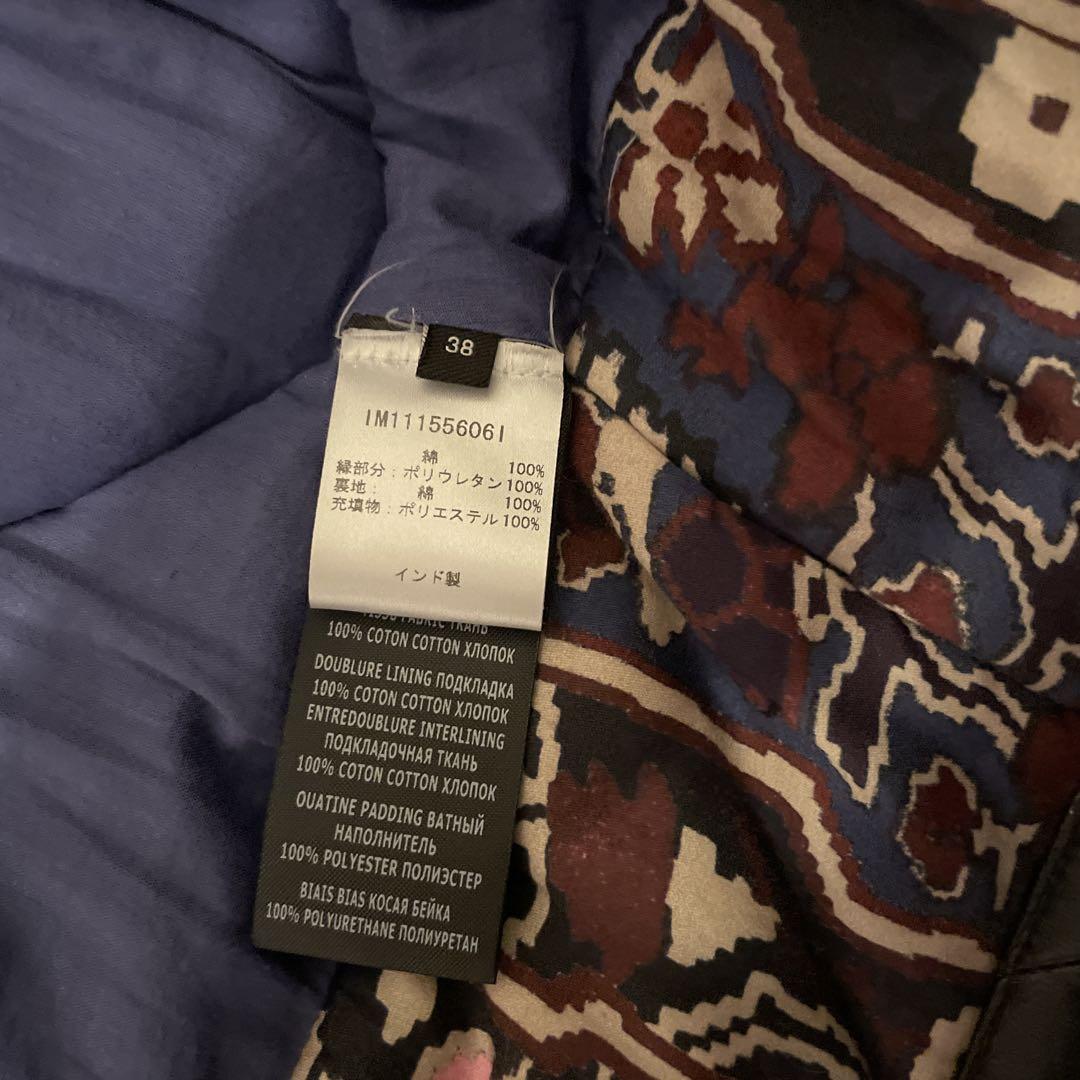 38
IM11155606I
綿 100%
縁部分:ポリウレタン100%
裏地: 綿 100%
充填物:ポリエステル100%
インド製
FABRIC ТКАНЬ
100% COTON COTTON ХЛОПОК
DOUBLURE LINING ПОДКЛАДКА
100% COTON COTTON ХЛОПОК
ENTREDOUBLURE INTERLINING
ПОДКЛАДОЧНАЯ ТКАНЬ
100% COTON COTTON ХЛОПОК
OUATINE PADDING ВАТНЫЙ
НАПОЛНИТЕЛЬ
100% POLYESTER ПОЛИЭСТЕР
BIAIS BIAS КОСАЯ БЕЙКА
100% POLYURETHANE ПОЛИУРЕТАН